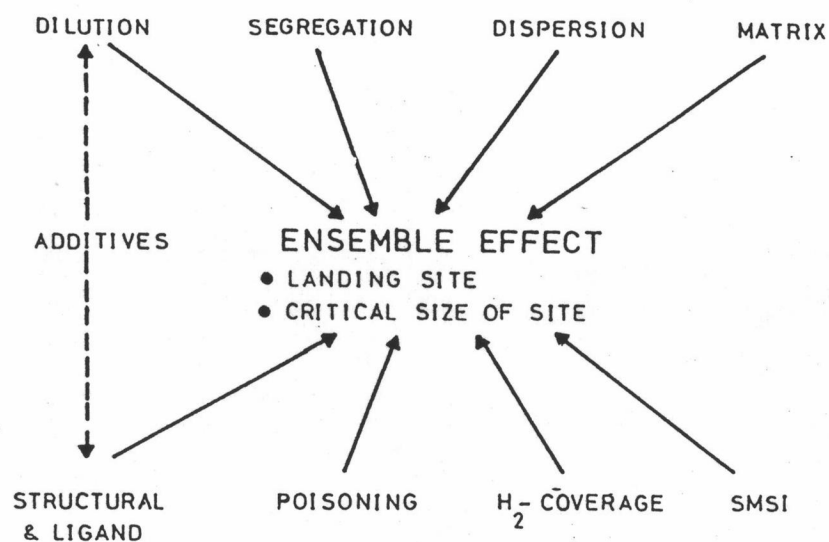 DILUTION SEGREGATION DISPERSION MATRIX
ADDITIVES
ENSEMBLE EFFECT
• LANDING SITE
• CRITICAL SIZE OF SITE
STRUCTURAL & LIGAND
POISONING
H2-COVERAGE
SMSI